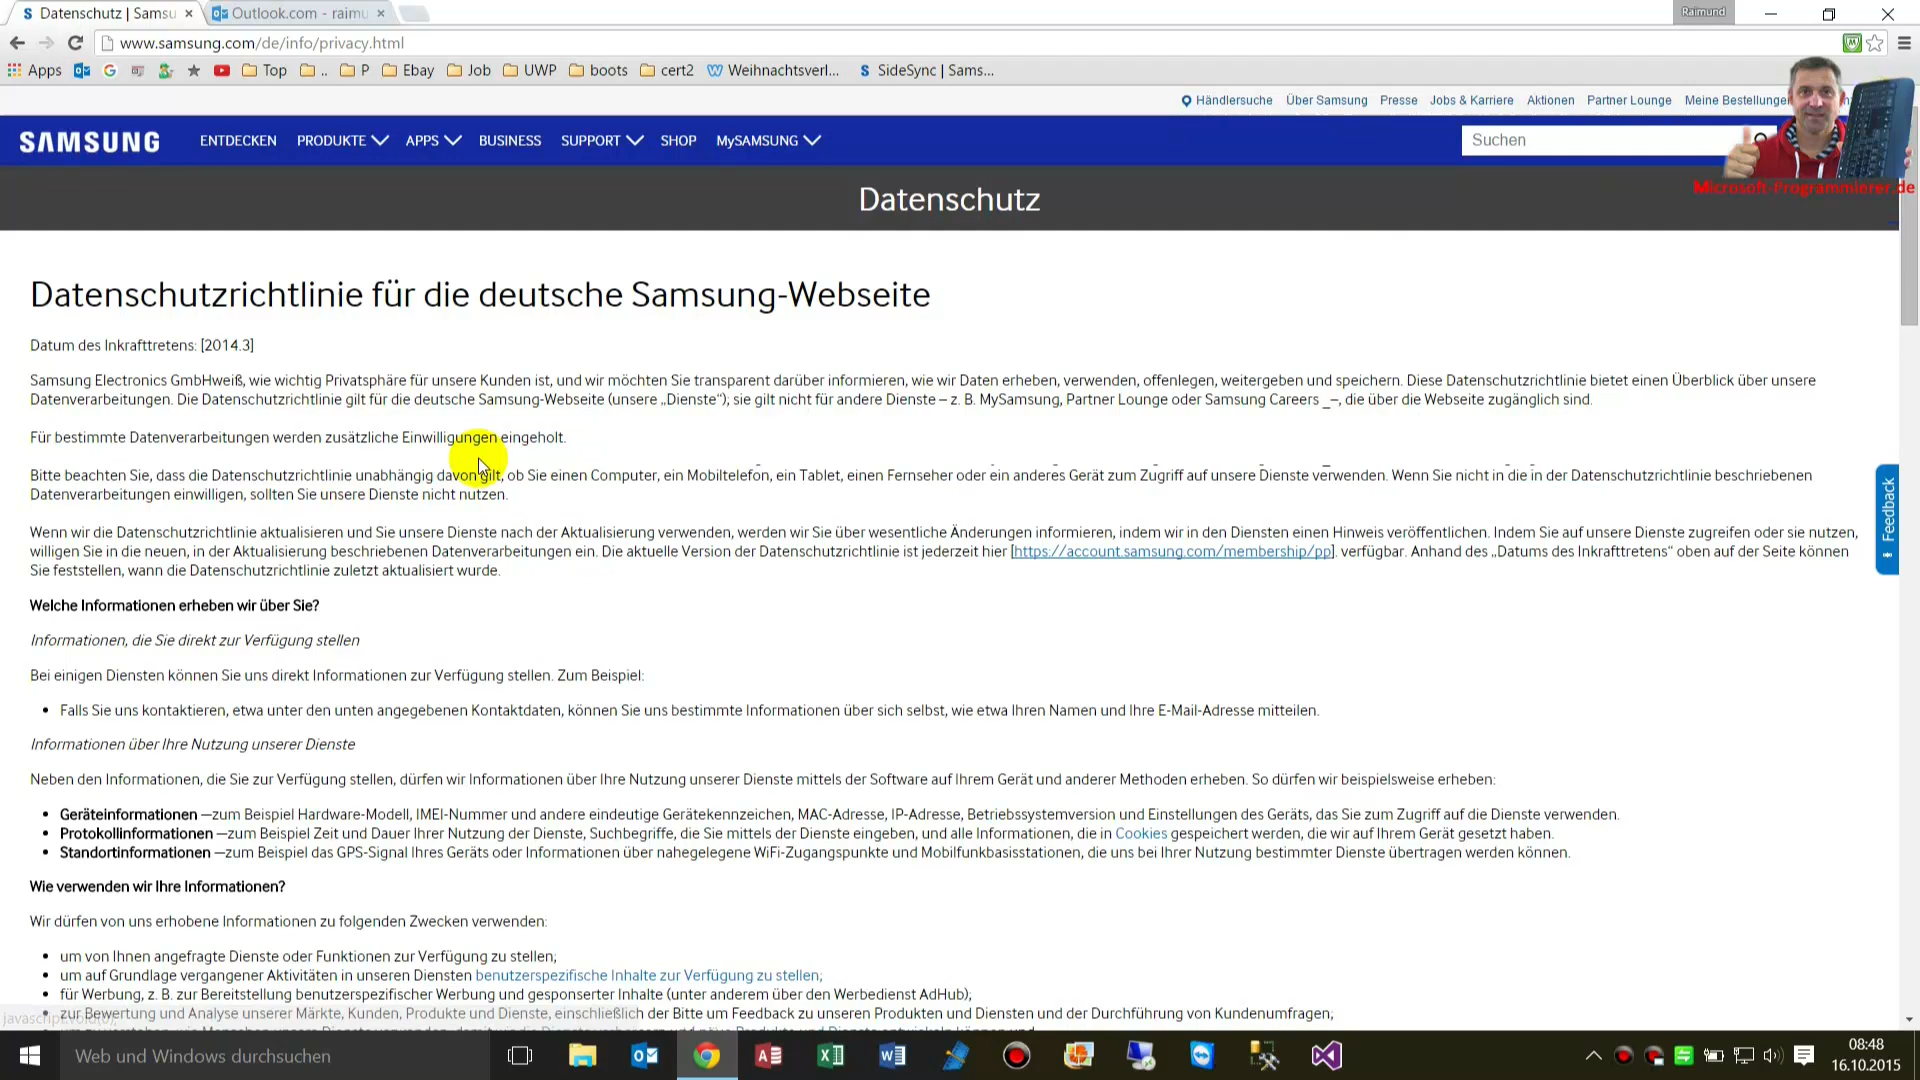 Datenschutz | Samsu
Outlook.com - raimu
Raimund
www.samsung.com/de/info/privacy.html
Apps
Top
..
P
Ebay
Job
UWP
boots
cert2
Weihnachtsverl...
SideSync | Sams...
Händlersuche
Über Samsung
Presse
Jobs & Karriere
Aktionen
Partner Lounge
Meine Bestellungen
SAMSUNG
ENTDECKEN
PRODUKTE
APPS
BUSINESS
SUPPORT
SHOP
MySAMSUNG
Suchen
Microsoft-Programmierer.de
Datenschutz
Datenschutzrichtlinie für die deutsche Samsung-Webseite
Datum des Inkrafttretens: [2014.3]
Samsung Electronics GmbHweiß, wie wichtig Privatsphäre für unsere Kunden ist, und wir möchten Sie transparent darüber informieren, wie wir Daten erheben, verwenden, offenlegen, weitergeben und speichern. Diese Datenschutzrichtlinie bietet einen Überblick über unsere
Datenverarbeitungen. Die Datenschutzrichtlinie gilt für die deutsche Samsung-Webseite (unsere „Dienste“); sie gilt nicht für andere Dienste – z. B. MySamsung, Partner Lounge oder Samsung Careers _–, die über die Webseite zugänglich sind.
Für bestimmte Datenverarbeitungen werden zusätzliche Einwilligungen eingeholt.
Bitte beachten Sie, dass die Datenschutzrichtlinie unabhängig davon gilt, ob Sie einen Computer, ein Mobiltelefon, ein Tablet, einen Fernseher oder ein anderes Gerät zum Zugriff auf unsere Dienste verwenden. Wenn Sie nicht in die in der Datenschutzrichtlinie beschriebenen
Datenverarbeitungen einwilligen, sollten Sie unsere Dienste nicht nutzen.
Wenn wir die Datenschutzrichtlinie aktualisieren und Sie unsere Dienste nach der Aktualisierung verwenden, werden wir Sie über wesentliche Änderungen informieren, indem wir in den Diensten einen Hinweis veröffentlichen. Indem Sie auf unsere Dienste zugreifen oder sie nutzen,
willigen Sie in die neuen, in der Aktualisierung beschriebenen Datenverarbeitungen ein. Die aktuelle Version der Datenschutzrichtlinie ist jederzeit hier [https://account.samsung.com/membership/pp]. verfügbar. Anhand des „Datums des Inkrafttretens“ oben auf der Seite können
Sie feststellen, wann die Datenschutzrichtlinie zuletzt aktualisiert wurde.
Feedback
Welche Informationen erheben wir über Sie?
Informationen, die Sie direkt zur Verfügung stellen
Bei einigen Diensten können Sie uns direkt Informationen zur Verfügung stellen. Zum Beispiel:
• Falls Sie uns kontaktieren, etwa unter den unten angegebenen Kontaktdaten, können Sie uns bestimmte Informationen über sich selbst, wie etwa Ihren Namen und Ihre E-Mail-Adresse mitteilen.
Informationen über Ihre Nutzung unserer Dienste
Neben den Informationen, die Sie zur Verfügung stellen, dürfen wir Informationen über Ihre Nutzung unserer Dienste mittels der Software auf Ihrem Gerät und anderer Methoden erheben. So dürfen wir beispielsweise erheben:
• Geräteinformationen —zum Beispiel Hardware-Modell, IMEI-Nummer und andere eindeutige Gerätekennzeichen, MAC-Adresse, IP-Adresse, Betriebssystemversion und Einstellungen des Geräts, das Sie zum Zugriff auf die Dienste verwenden.
• Protokollinformationen —zum Beispiel Zeit und Dauer Ihrer Nutzung der Dienste, Suchbegriffe, die Sie mittels der Dienste eingeben, und alle Informationen, die in Cookies gespeichert werden, die wir auf Ihrem Gerät gesetzt haben.
• Standortinformationen —zum Beispiel das GPS-Signal Ihres Geräts oder Informationen über nahegelegene WiFi-Zugangspunkte und Mobilfunkbasisstationen, die uns bei Ihrer Nutzung bestimmter Dienste übertragen werden können.
Wie verwenden wir Ihre Informationen?
Wir dürfen von uns erhobene Informationen zu folgenden Zwecken verwenden:
• um von Ihnen angefragte Dienste oder Funktionen zur Verfügung zu stellen;
• um auf Grundlage vergangener Aktivitäten in unseren Diensten benutzerspezifische Inhalte zur Verfügung zu stellen;
• für Werbung, z. B. zur Bereitstellung benutzerspezifischer Werbung und gesponserter Inhalte (unter anderem über den Werbedienst AdHub);
• zur Bewertung und Analyse unserer Märkte, Kunden, Produkte und Dienste, einschließlich der Bitte um Feedback zu unseren Produkten und Diensten und der Durchführung von Kundenumfragen;
javascript:void(0);
Web und Windows durchsuchen
08:48
16.10.2015